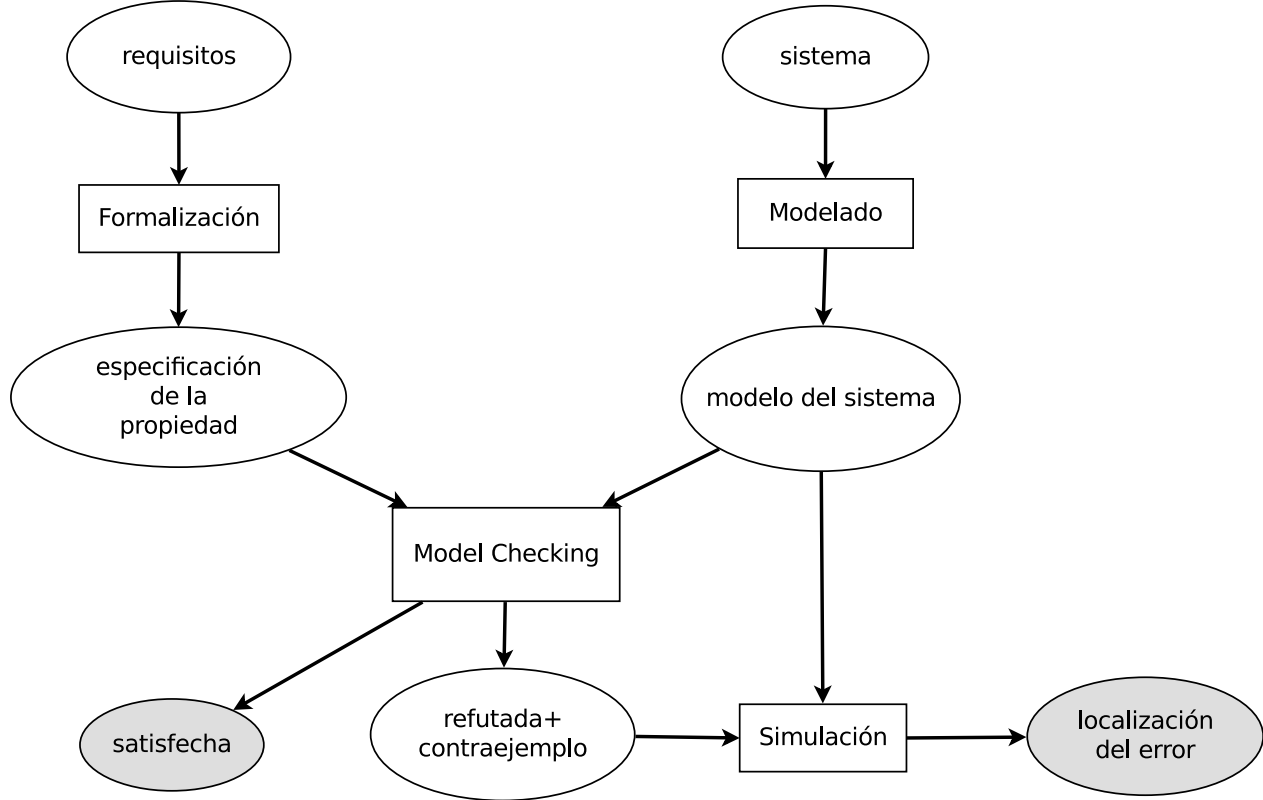 requisitos
sistema
Formalización
Modelado
especificación
de la
propiedad
modelo del sistema
Model Checking
satisfecha
refutada+
contraejemplo
Simulación
localización
del error